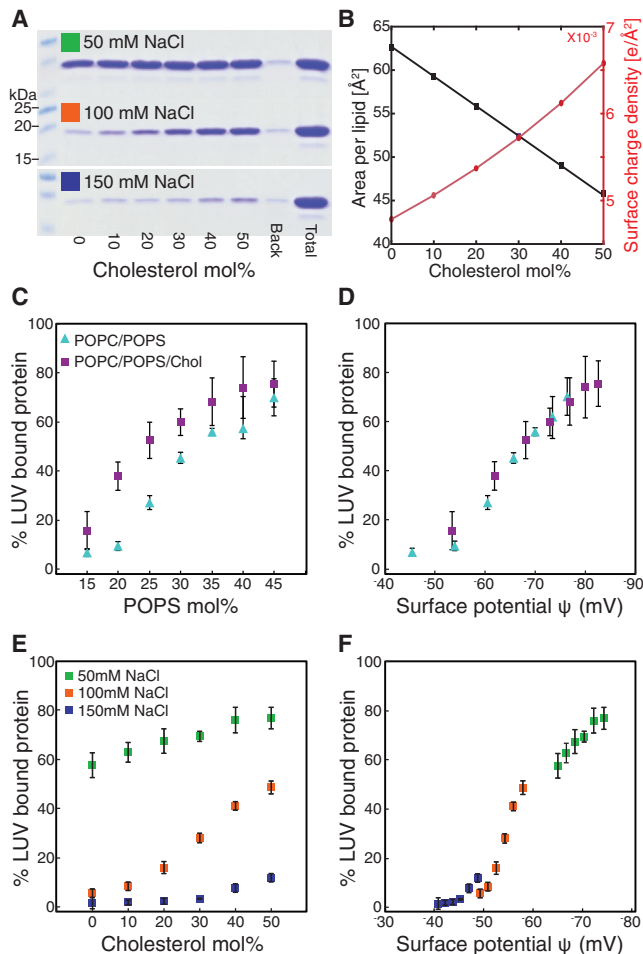 A
50 mM NaCl
kDa
25
100 mM NaCl
20
15
150 mM NaCl
0 10 20 30 40 50 Back Total
Cholesterol mol%
B
X10⁻³
65
60
55
50
45
40
Area per lipid [Å²]
7
6
5
Surface charge density [e/Å²]
0 10 20 30 40 50
Cholesterol mol%
C
100
80
60
40
20
0
% LUV bound protein
POPC/POPS
POPC/POPS/Chol
15 20 25 30 35 40 45
POPS mol%
D
100
80
60
40
20
0
% LUV bound protein
-40 -50 -60 -70 -80 -90
Surface potential ψ (mV)
E
100
80
60
40
20
0
% LUV bound protein
50mM NaCl
100mM NaCl
150mM NaCl
0 10 20 30 40 50
Cholesterol mol%
F
100
80
60
40
20
0
% LUV bound protein
30 40 50 60 70 80
Surface potential ψ (mV)